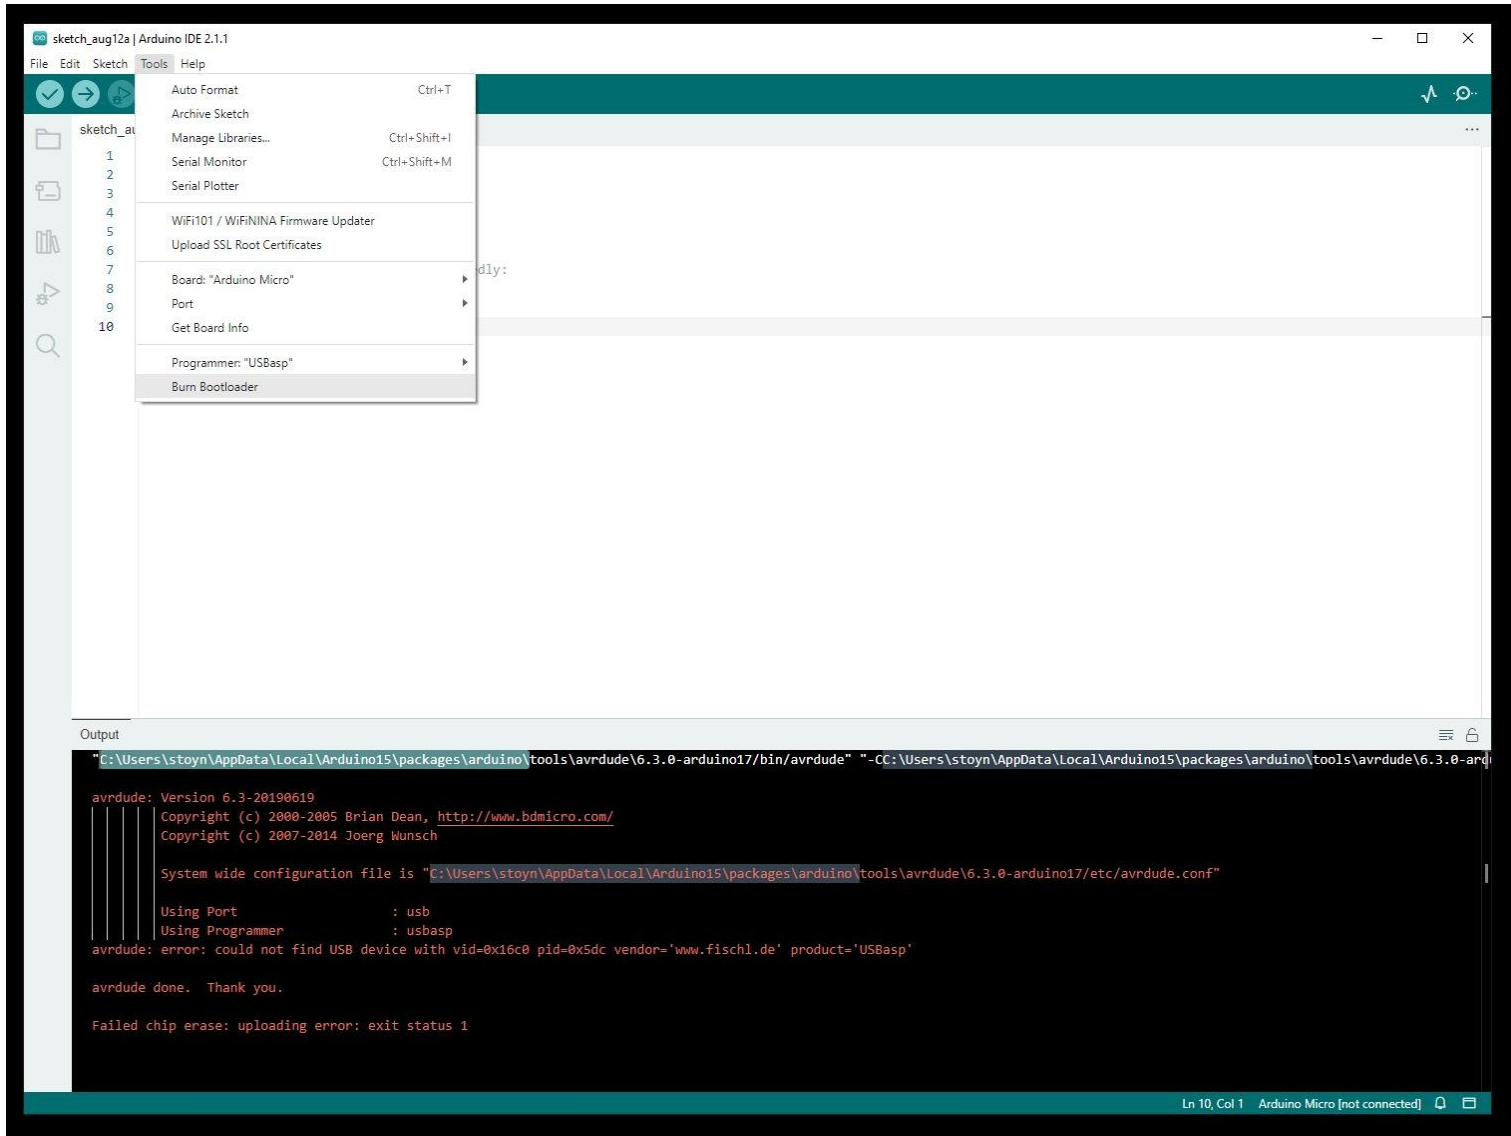 sketch_aug12a | Arduino IDE 2.1.1
File Edit Sketch Tools Help
Auto Format Ctrl+T
Archive Sketch
Manage Libraries... Ctrl+Shift+I
Serial Monitor Ctrl+Shift+M
Serial Plotter
WiFi101 / WiFiNINA Firmware Updater
Upload SSL Root Certificates
Board: "Arduino Micro"
Port
Get Board Info
Programmer: "USBasp"
Burn Bootloader
sketch_au
1
2
3
4
5
6
7 dly:
8
9
10
Output
"C:\Users\stoyn\AppData\Local\Arduino15\packages\arduino\tools\avrdude\6.3.0-arduino17/bin/avrdude" "-CC:\Users\stoyn\AppData\Local\Arduino15\packages\arduino\tools\avrdude\6.3.0-ard
avrdude: Version 6.3-20190619
Copyright (c) 2000-2005 Brian Dean, http://www.bdmicro.com/
Copyright (c) 2007-2014 Joerg Wunsch
System wide configuration file is "C:\Users\stoyn\AppData\Local\Arduino15\packages\arduino\tools\avrdude\6.3.0-arduino17/etc/avrdude.conf"
Using Port : usb
Using Programmer : usbasp
avrdude: error: could not find USB device with vid=0x16c0 pid=0x5dc vendor='www.fischl.de' product='USBasp'
avrdude done. Thank you.
Failed chip erase: uploading error: exit status 1
Ln 10, Col 1 Arduino Micro [not connected]